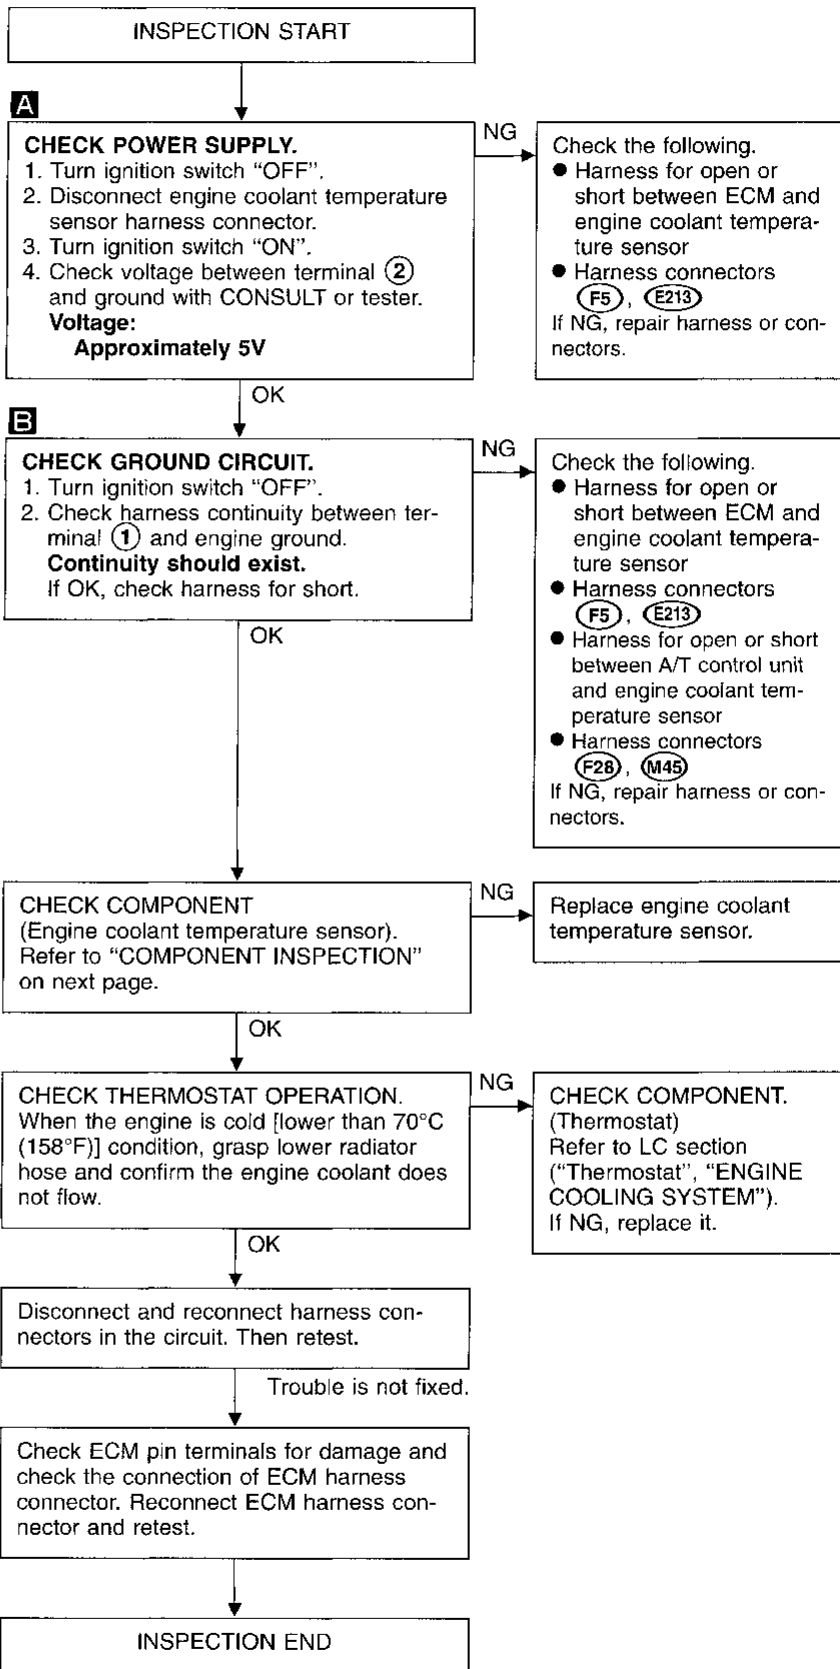 INSPECTION START
A
CHECK POWER SUPPLY.
1. Turn ignition switch “OFF”.
2. Disconnect engine coolant temperature
sensor harness connector.
3. Turn ignition switch “ON”.
4. Check voltage between terminal ②
and ground with CONSULT or tester.
Voltage:
Approximately 5V
NG
Check the following.
● Harness for open or
short between ECM and
engine coolant tempera-
ture sensor
● Harness connectors
F5, E213
If NG, repair harness or con-
nectors.
OK
B
CHECK GROUND CIRCUIT.
1. Turn ignition switch “OFF”.
2. Check harness continuity between ter-
minal ① and engine ground.
Continuity should exist.
If OK, check harness for short.
NG
Check the following.
● Harness for open or
short between ECM and
engine coolant tempera-
ture sensor
● Harness connectors
F5, E213
● Harness for open or short
between A/T control unit
and engine coolant tem-
perature sensor
● Harness connectors
F28, M45
If NG, repair harness or con-
nectors.
OK
CHECK COMPONENT
(Engine coolant temperature sensor).
Refer to “COMPONENT INSPECTION”
on next page.
NG
Replace engine coolant
temperature sensor.
OK
CHECK THERMOSTAT OPERATION.
When the engine is cold [lower than 70°C
(158°F)] condition, grasp lower radiator
hose and confirm the engine coolant does
not flow.
NG
CHECK COMPONENT.
(Thermostat)
Refer to LC section
(“Thermostat”, “ENGINE
COOLING SYSTEM”).
If NG, replace it.
OK
Disconnect and reconnect harness con-
nectors in the circuit. Then retest.
Trouble is not fixed.
Check ECM pin terminals for damage and
check the connection of ECM harness
connector. Reconnect ECM harness con-
nector and retest.
INSPECTION END